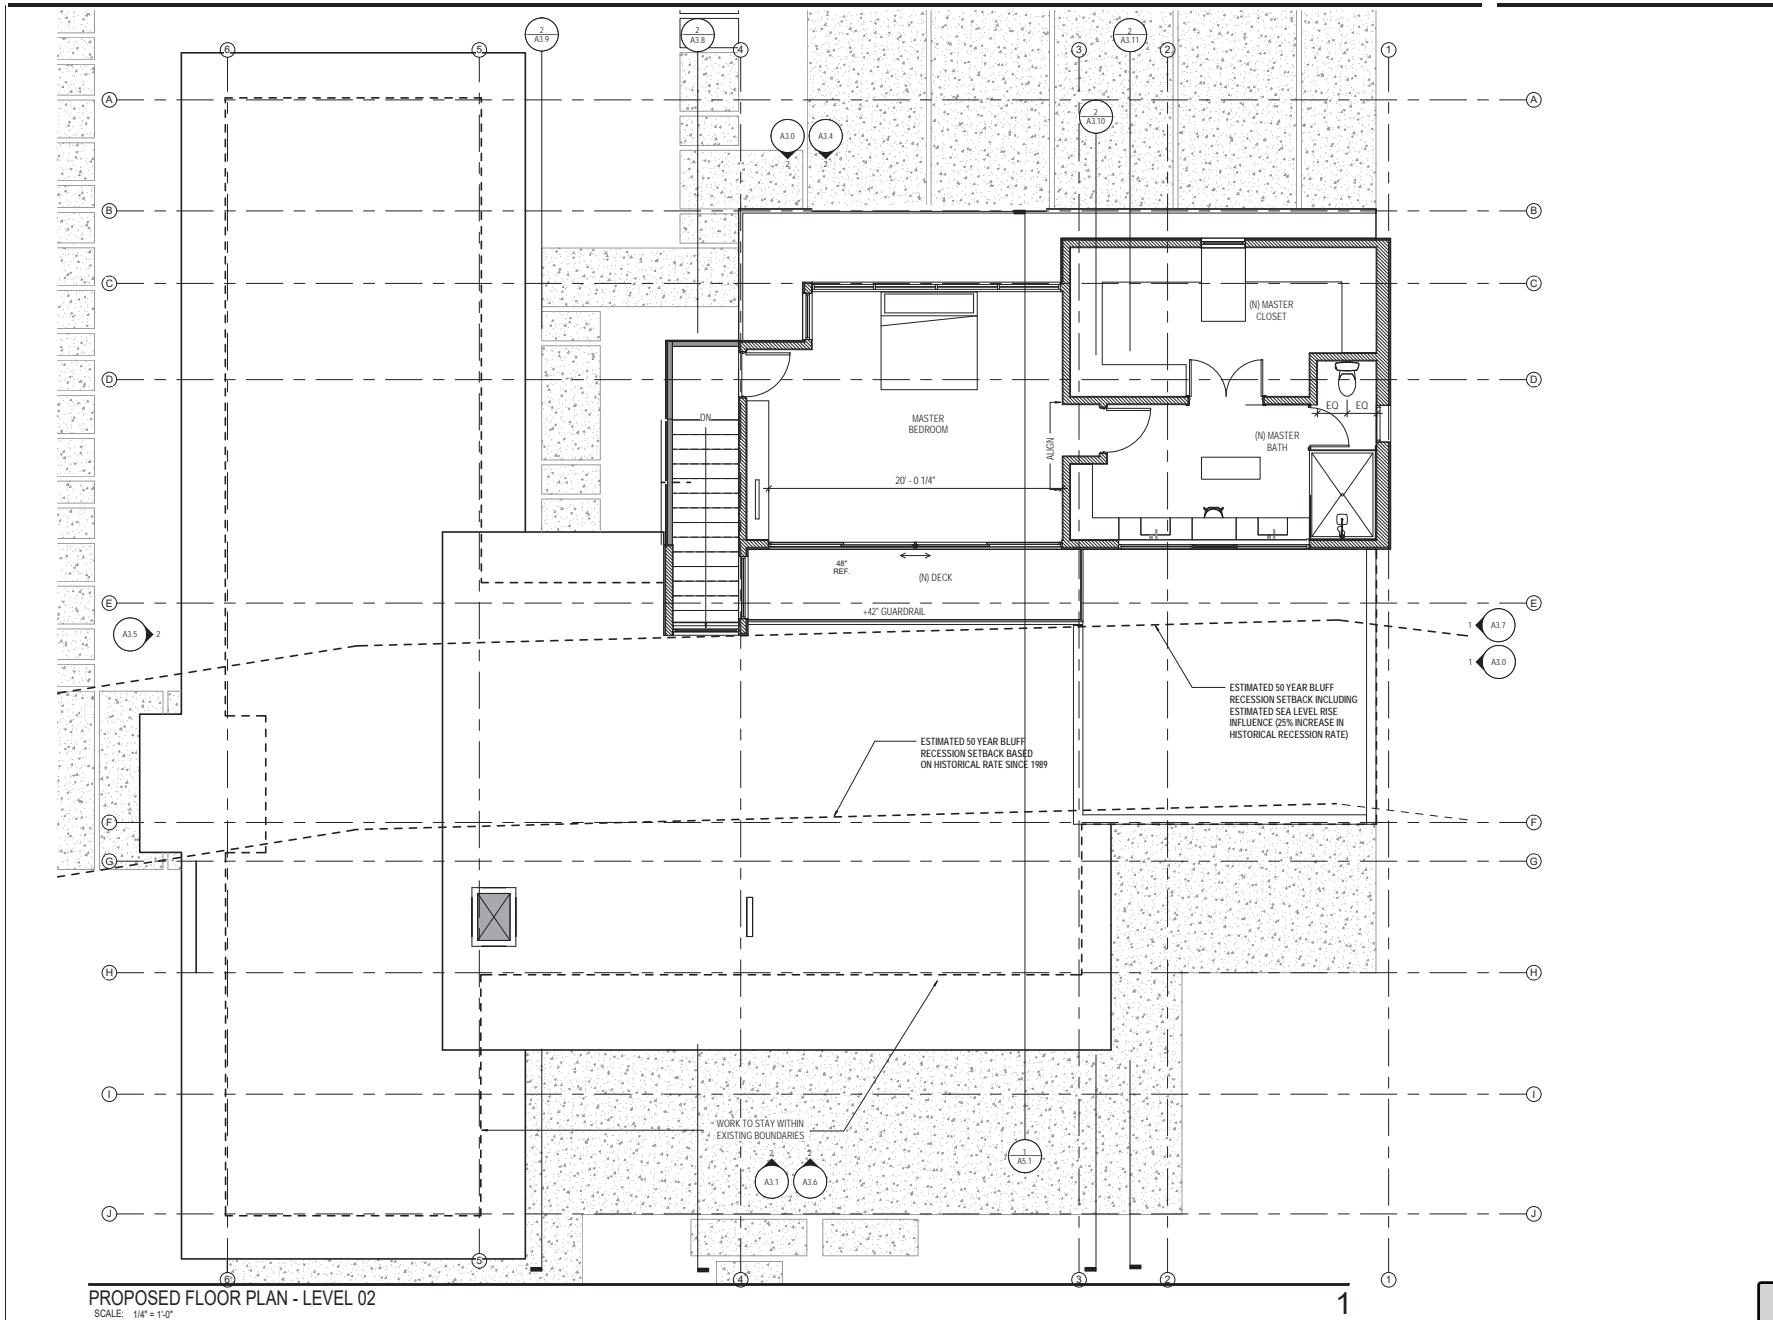 2
A3.9
2
A3.8
2
A3.11
6
5
4
3
2
1
A
A
2
A3.10
A3.0
A3.4
2
2
B
B
C
C
(N) MASTER
CLOSET
D
D
DN
MASTER
BEDROOM
EQ
EQ
ALIGN
(N) MASTER
BATH
20' - 0 1/4"
48"
REF.
(N) DECK
E
E
+42" GUARDRAIL
A3.5
2
1
A3.7
1
A3.0
ESTIMATED 50 YEAR BLUFF
RECESSION SETBACK INCLUDING
ESTIMATED SEA LEVEL RISE
INFLUENCE (25% INCREASE IN
HISTORICAL RECESSION RATE)
ESTIMATED 50 YEAR BLUFF
RECESSION SETBACK BASED
ON HISTORICAL RATE SINCE 1989
F
F
G
G
H
H
I
I
WORK TO STAY WITHIN
EXISTING BOUNDARIES
2
2
A3.1
A3.6
1
A5.1
J
J
6
5
4
3
2
1
PROPOSED FLOOR PLAN - LEVEL 02
SCALE: 1/4" = 1'-0"
1